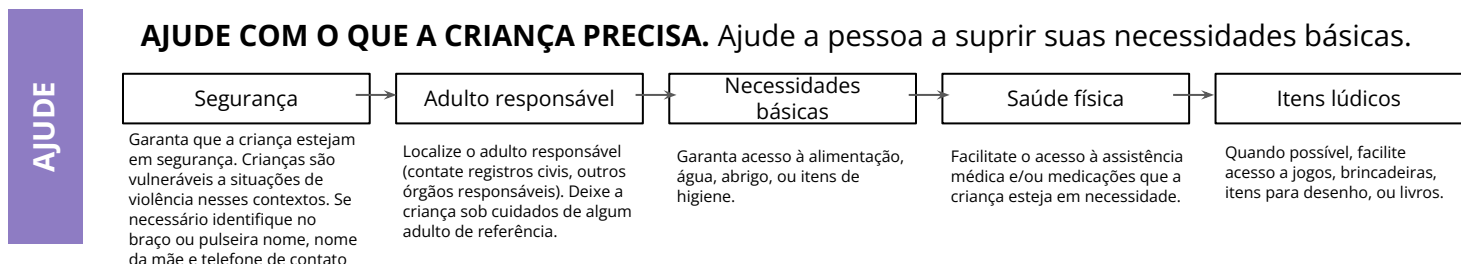 AJUDE
AJUDE COM O QUE A CRIANÇA PRECISA. Ajude a pessoa a suprir suas necessidades básicas.
Segurança
Garanta que a criança estejam
em segurança. Crianças são
vulneráveis a situações de
violência nesses contextos. Se
necessário identifique no
braço ou pulseira nome, nome
da mãe e telefone de contato
Adulto responsável
Localize o adulto responsável
(contate registros civis, outros
órgãos responsáveis). Deixe a
criança sob cuidados de algum
adulto de referência.
Necessidades
básicas
Garanta acesso à alimentação,
água, abrigo, ou itens de
higiene.
Saúde física
Facilitate o acesso à assistência
médica e/ou medicações que a
criança esteja em necessidade.
Itens lúdicos
Quando possível, facilite
acesso a jogos, brincadeiras,
itens para desenho, ou livros.